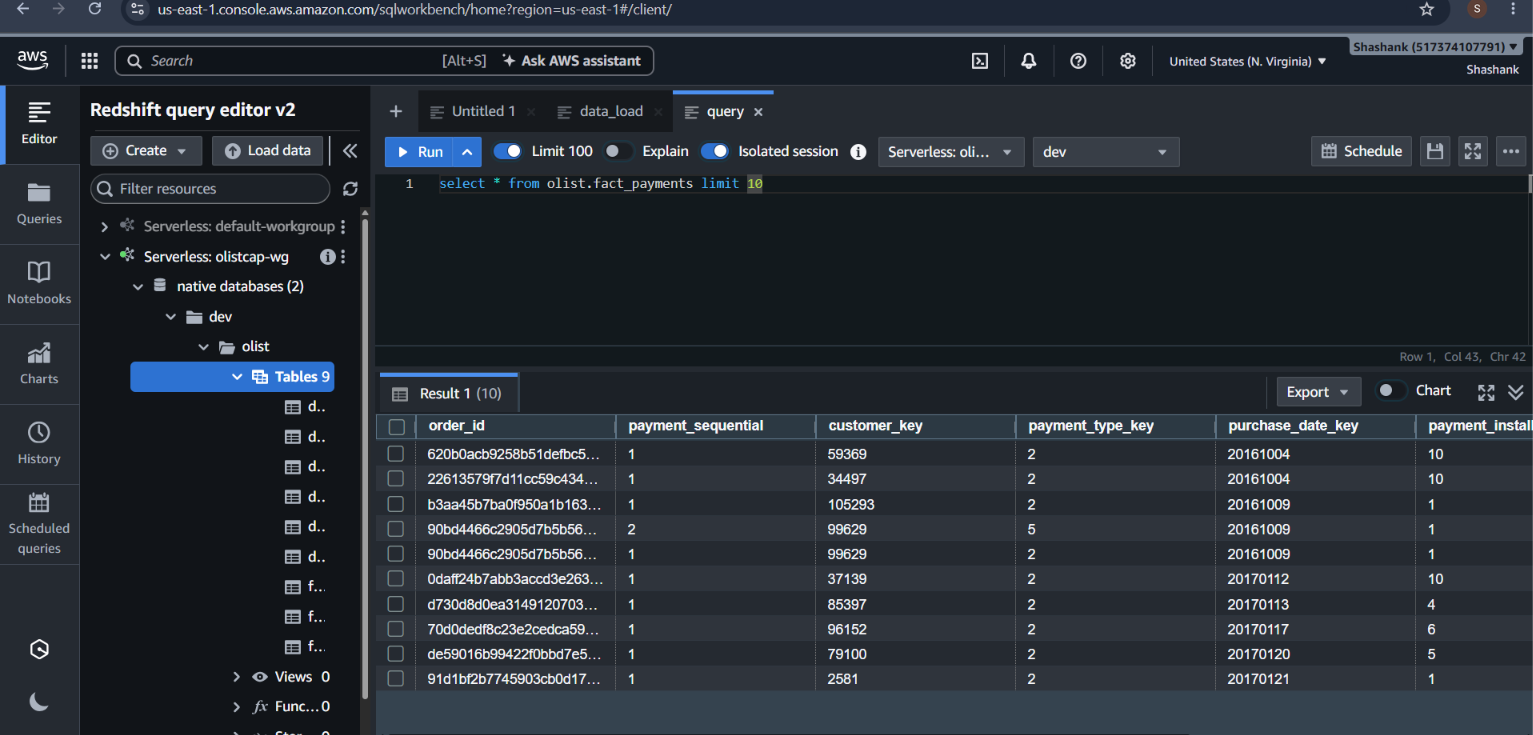 us-east-1.console.aws.amazon.com/sqlworkbench/home?region=us-east-1#/client/
S
aws
Search [Alt+S] Ask AWS assistant
United States (N. Virginia)
Shashank (517374107791)
Shashank
Editor
Queries
Notebooks
Charts
History
Scheduled
queries
Redshift query editor v2
Create
Load data
Filter resources
Serverless: default-workgroup
Serverless: olistcap-wg
native databases (2)
dev
olist
Tables 9
d..
d..
d..
d..
d..
d..
f...
f...
f...
Views 0
fx Func... 0
Untitled 1
data_load
query
Run
Limit 100
Explain
Isolated session
Serverless: oli...
dev
Schedule
1 select * from olist.fact_payments limit 10
Row 1, Col 43, Chr 42
Result 1 (10)
Export
Chart
order_id payment_sequential customer_key payment_type_key purchase_date_key payment_install
620b0acb9258b51defbc5... 1 59369 2 20161004 10
22613579f7d11cc59c434... 1 34497 2 20161004 10
b3aa45b7ba0f950a1b163... 1 105293 2 20161009 1
90bd4466c2905d7b5b56... 2 99629 5 20161009 1
90bd4466c2905d7b5b56... 1 99629 2 20161009 1
0daff24b7abb3accd3e263... 1 37139 2 20170112 10
d730d8d0ea3149120703... 1 85397 2 20170113 4
70d0dedf8c23e2cedca59... 1 96152 2 20170117 6
de59016b99422f0bbd7e5... 1 79100 2 20170120 5
91d1bf2b7745903cb0d17... 1 2581 2 20170121 1